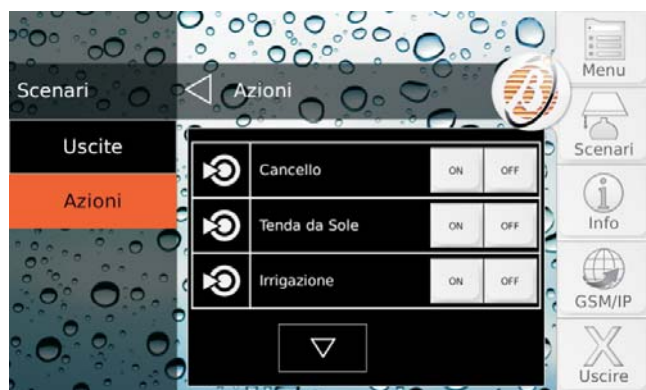 Scenari
Azioni
Uscite
Azioni
Cancello ON OFF
Tenda da Sole ON OFF
Irrigazione ON OFF
Menu
Scenari
Info
GSM/IP
Uscire